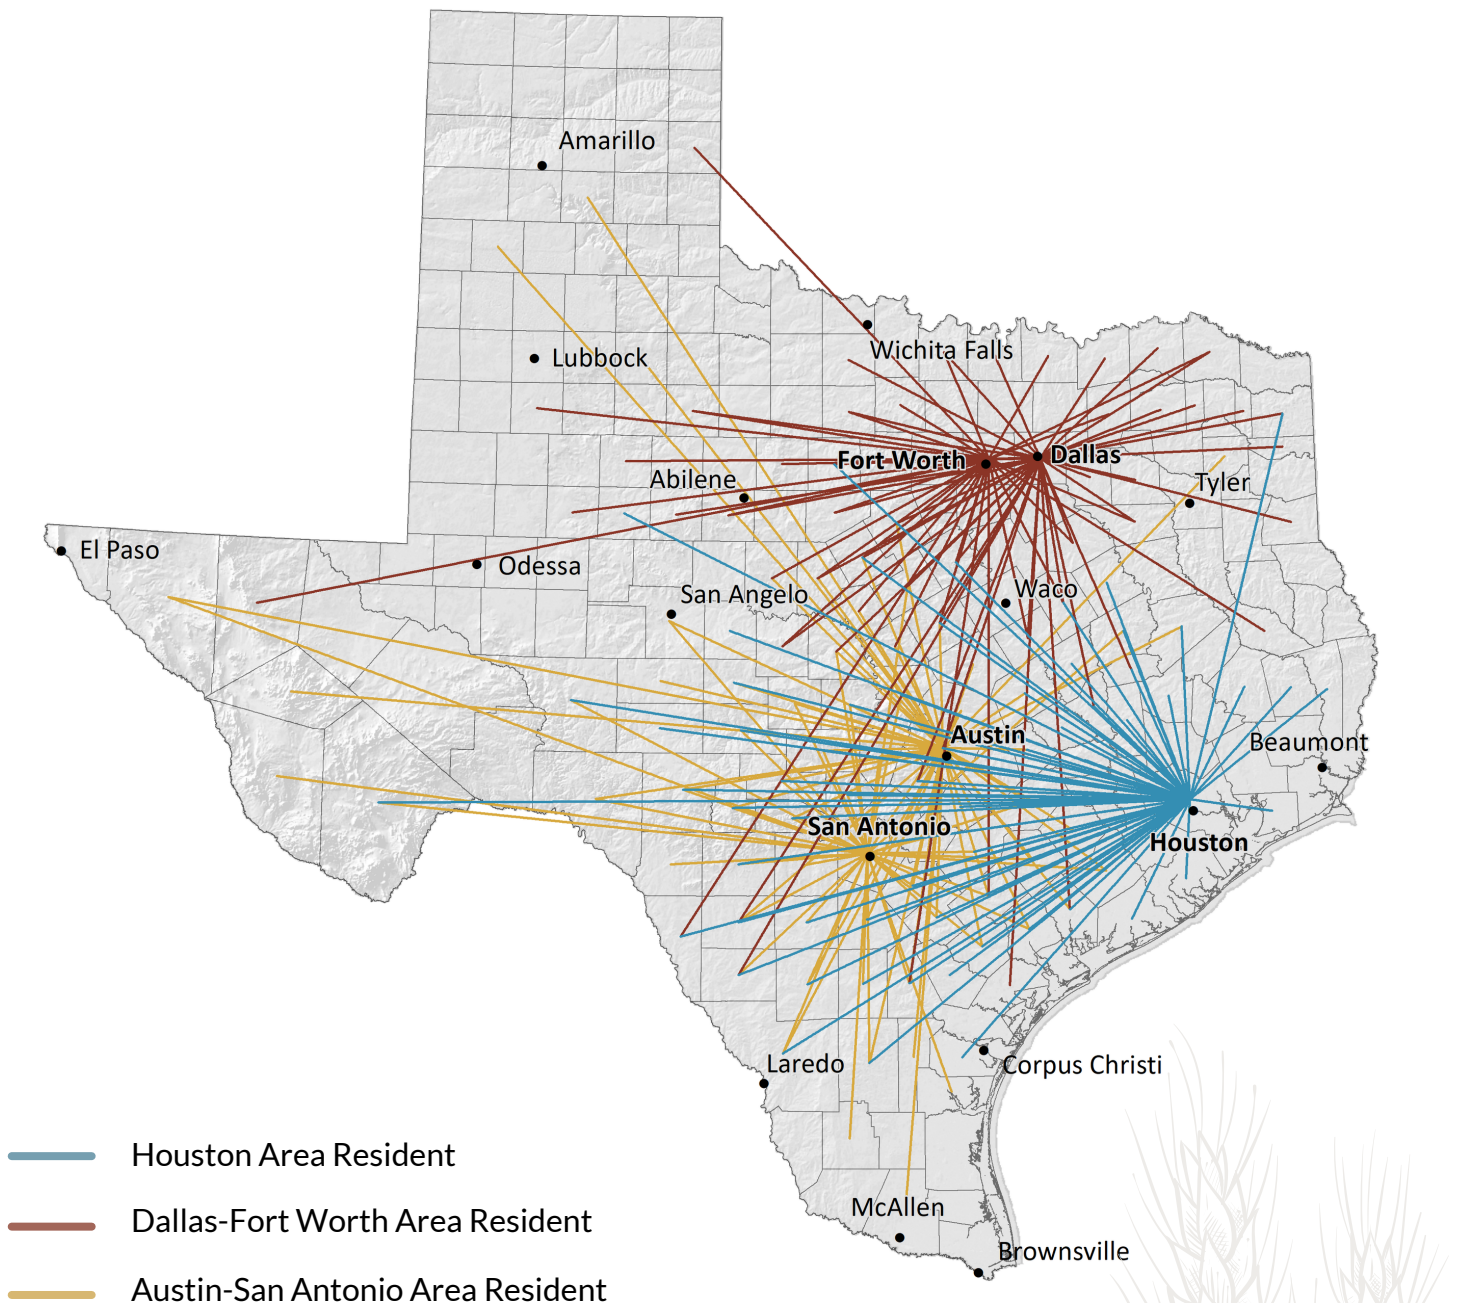 Amarillo
Wichita Falls
Lubbock
Fort Worth
Dallas
Abilene
Tyler
El Paso
Odessa
San Angelo
Waco
Austin
Beaumont
San Antonio
Houston
Laredo
Corpus Christi
McAllen
Brownsville
Houston Area Resident
Dallas-Fort Worth Area Resident
Austin-San Antonio Area Resident